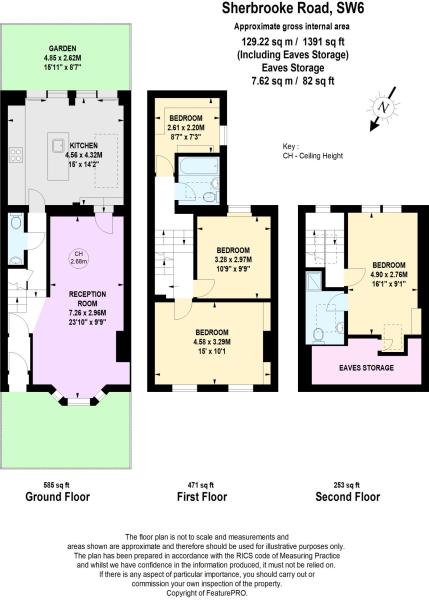 Sherbrooke Road, SW6
Approximate gross internal area
129.22 sq m / 1391 sq ft
(Including Eaves Storage)
Eaves Storage
7.62 sq m / 82 sq ft
N
Key :
CH - Ceiling Height
GARDEN
4.85 x 2.62M
15'11" x 8'7"
KITCHEN
4.56 x 4.32M
15' x 14'2"
CH
2.68m
RECEPTION
ROOM
7.26 x 2.96M
23'10" x 9'9"
BEDROOM
2.61 x 2.20M
8'7" x 7'3"
BEDROOM
3.28 x 2.97M
10'9" x 9'9"
BEDROOM
4.58 x 3.29M
15' x 10'1
BEDROOM
4.90 x 2.76M
16'1" x 9'1"
EAVES STORAGE
585 sq ft
Ground Floor
471 sq ft
First Floor
253 sq ft
Second Floor
The floor plan is not to scale and measurements and
areas shown are approximate and therefore should be used for illustrative purposes only.
The plan has been prepared in accordance with the RICS code of Measuring Practice
and whilst we have confidence in the information produced, it must not be relied on.
If there is any aspect of particular importance, you should carry out or
commission your own inspection of the property.
Copyright of FeaturePRO.